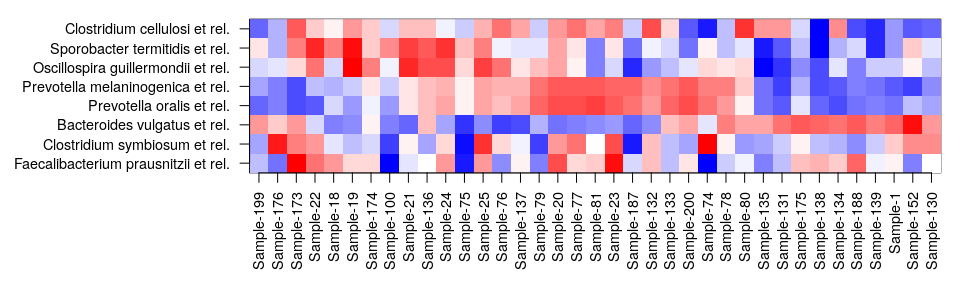 Clostridium cellulosi et rel.
Sporobacter termitidis et rel.
Oscillospira guillermondii et rel.
Prevotella melaninogenica et rel.
Prevotella oralis et rel.
Bacteroides vulgatus et rel.
Clostridium symbiosum et rel.
Faecalibacterium prausnitzii et rel.
Sample-199
Sample-176
Sample-173
Sample-22
Sample-18
Sample-19
Sample-174
Sample-100
Sample-21
Sample-136
Sample-24
Sample-75
Sample-25
Sample-76
Sample-137
Sample-79
Sample-20
Sample-77
Sample-81
Sample-23
Sample-187
Sample-132
Sample-133
Sample-200
Sample-74
Sample-78
Sample-80
Sample-135
Sample-131
Sample-175
Sample-138
Sample-134
Sample-188
Sample-139
Sample-1
Sample-152
Sample-130